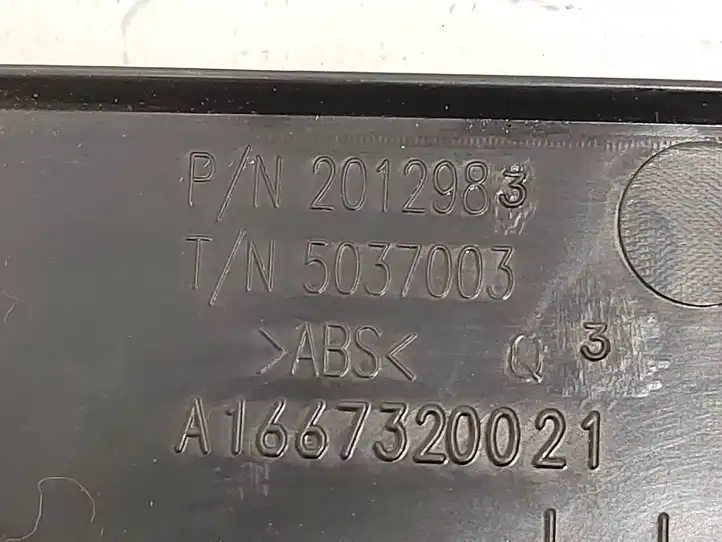 P/N 2012983
T/N 5037003
>ABS< Q 3
A1667320021